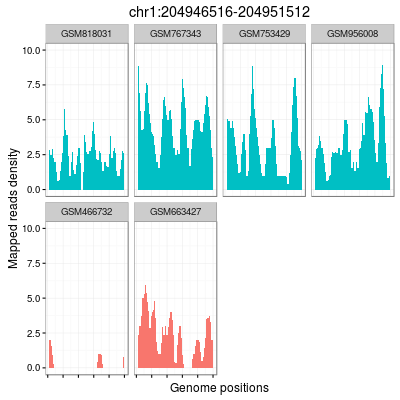 chr1:204946516-204951512
GSM818031 GSM767343 GSM753429 GSM956008
10.0
7.5
5.0
2.5
0.0
GSM466732 GSM663427
10.0
7.5
5.0
2.5
0.0
Mapped reads density
Genome positions